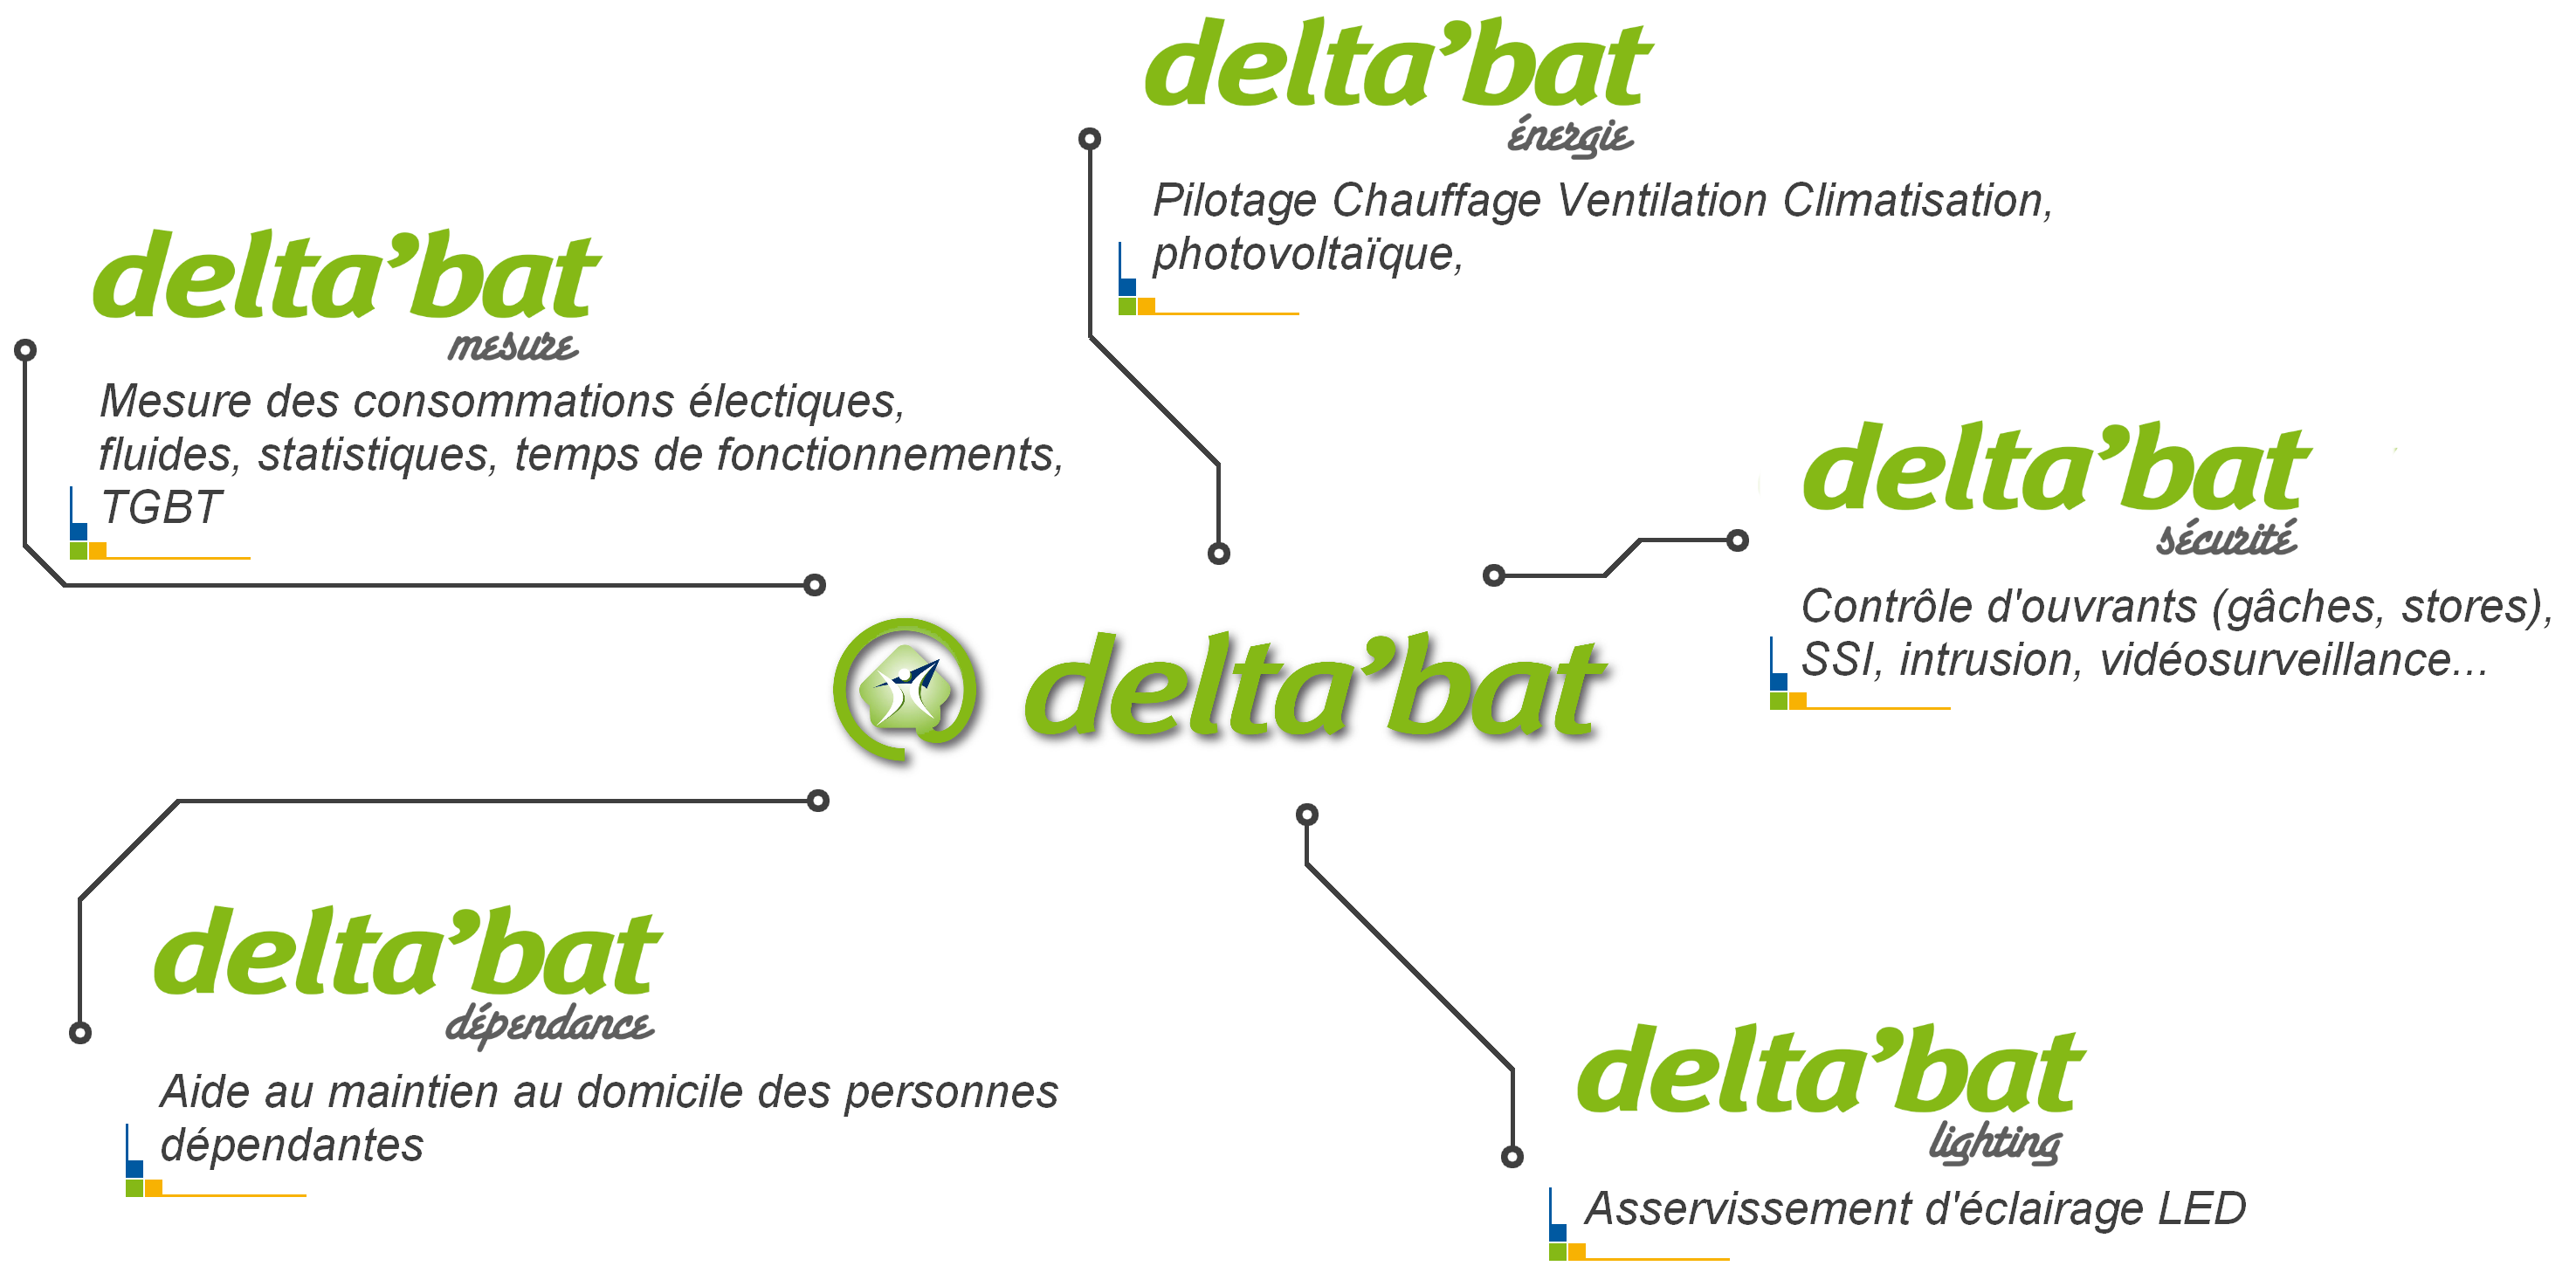 delta’bat
énergie
Pilotage Chauffage Ventilation Climatisation,
photovoltaïque,
delta’bat
mesure
Mesure des consommations électiques,
fluides, statistiques, temps de fonctionnements,
TGBT
delta’bat
sécurité
Contrôle d'ouvrants (gâches, stores),
SSI, intrusion, vidéosurveillance...
delta’bat
delta’bat
dépendance
Aide au maintien au domicile des personnes
dépendantes
delta’bat
lighting
Asservissement d'éclairage LED